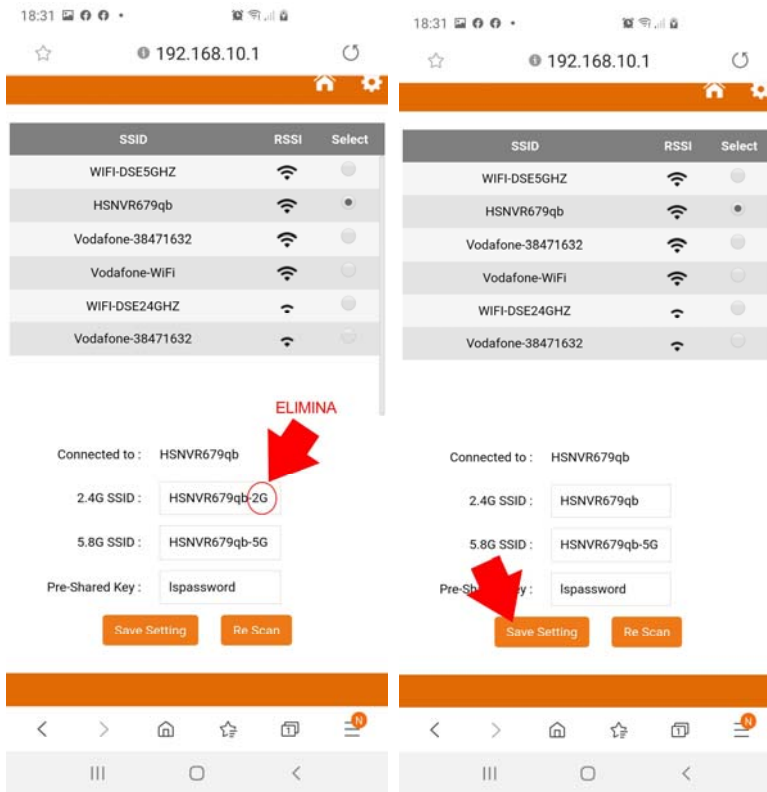 18:31
192.168.10.1
SSID RSSI Select
WIFI-DSE5GHZ
HSNVR679qb
Vodafone-38471632
Vodafone-WiFi
WIFI-DSE24GHZ
Vodafone-38471632
ELIMINA
Connected to : HSNVR679qb
2.4G SSID : HSNVR679qb-2G
5.8G SSID : HSNVR679qb-5G
Pre-Shared Key : lspassword
Save Setting Re Scan
1 N
18:31
192.168.10.1
SSID RSSI Select
WIFI-DSE5GHZ
HSNVR679qb
Vodafone-38471632
Vodafone-WiFi
WIFI-DSE24GHZ
Vodafone-38471632
Connected to : HSNVR679qb
2.4G SSID : HSNVR679qb
5.8G SSID : HSNVR679qb-5G
Pre-Sh y : lspassword
Save Setting Re Scan
1 N